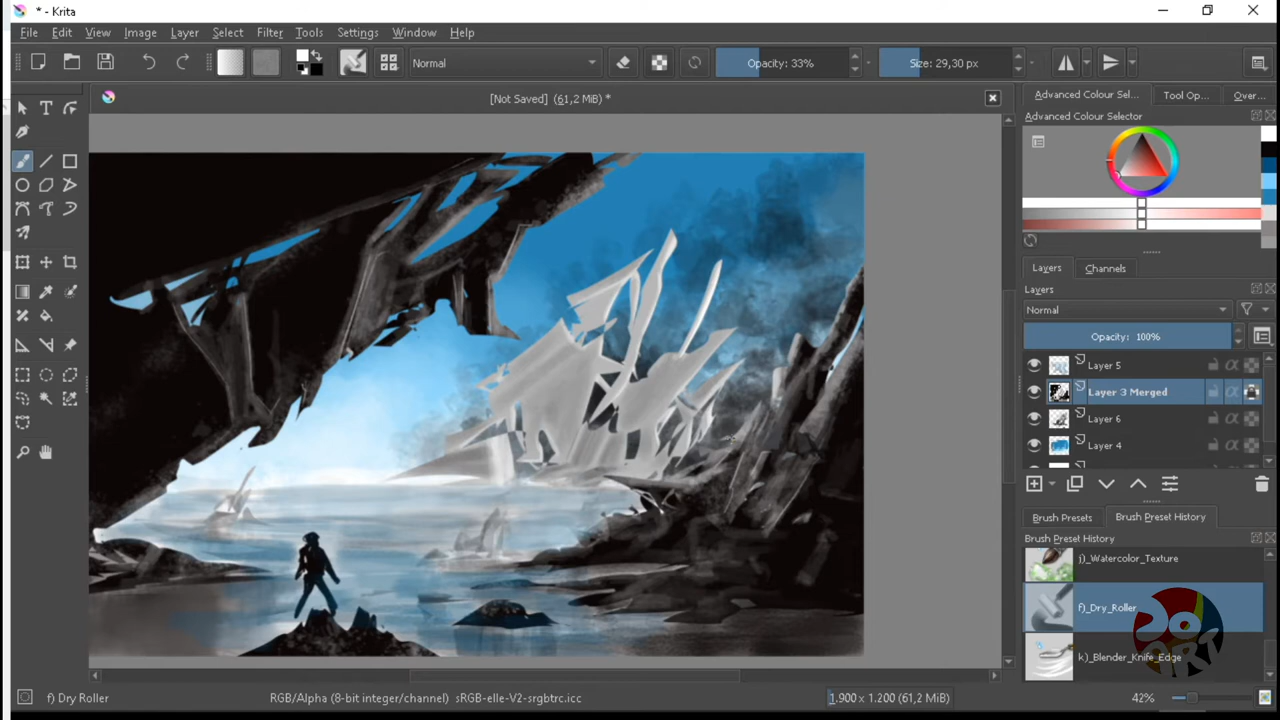 * - Krita
File Edit View Image Layer Select Filter Tools Settings Window Help
Normal Opacity: 33% Size: 29,30 px
[Not Saved] (61,2 MiB) *
Advanced Colour Sel... Tool Op... Over...
Advanced Colour Selector
Layers Channels
Layers
Normal
Opacity: 100%
Layer 5
Layer 3 Merged
Layer 6
Layer 4
Brush Presets Brush Preset History
Brush Preset History
j)_Watercolor_Texture
f)_Dry_Roller
k)_Blender_Knife_Edge
20
ART
f) Dry Roller RGB/Alpha (8-bit integer/channel) sRGB-elle-V2-srgbtrc.icc 1.900 x 1.200 (61,2 MiB) 42%